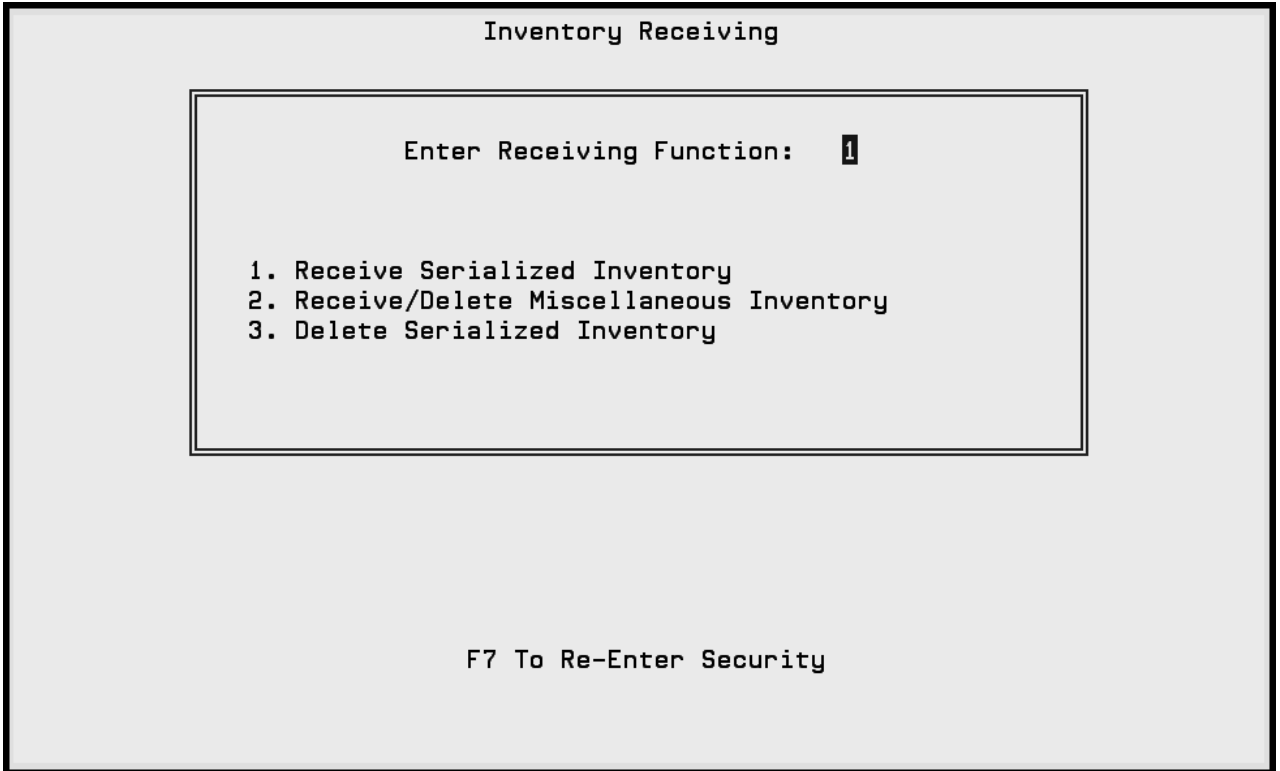 Inventory Receiving
Enter Receiving Function: 1
1. Receive Serialized Inventory
2. Receive/Delete Miscellaneous Inventory
3. Delete Serialized Inventory
F7 To Re-Enter Security